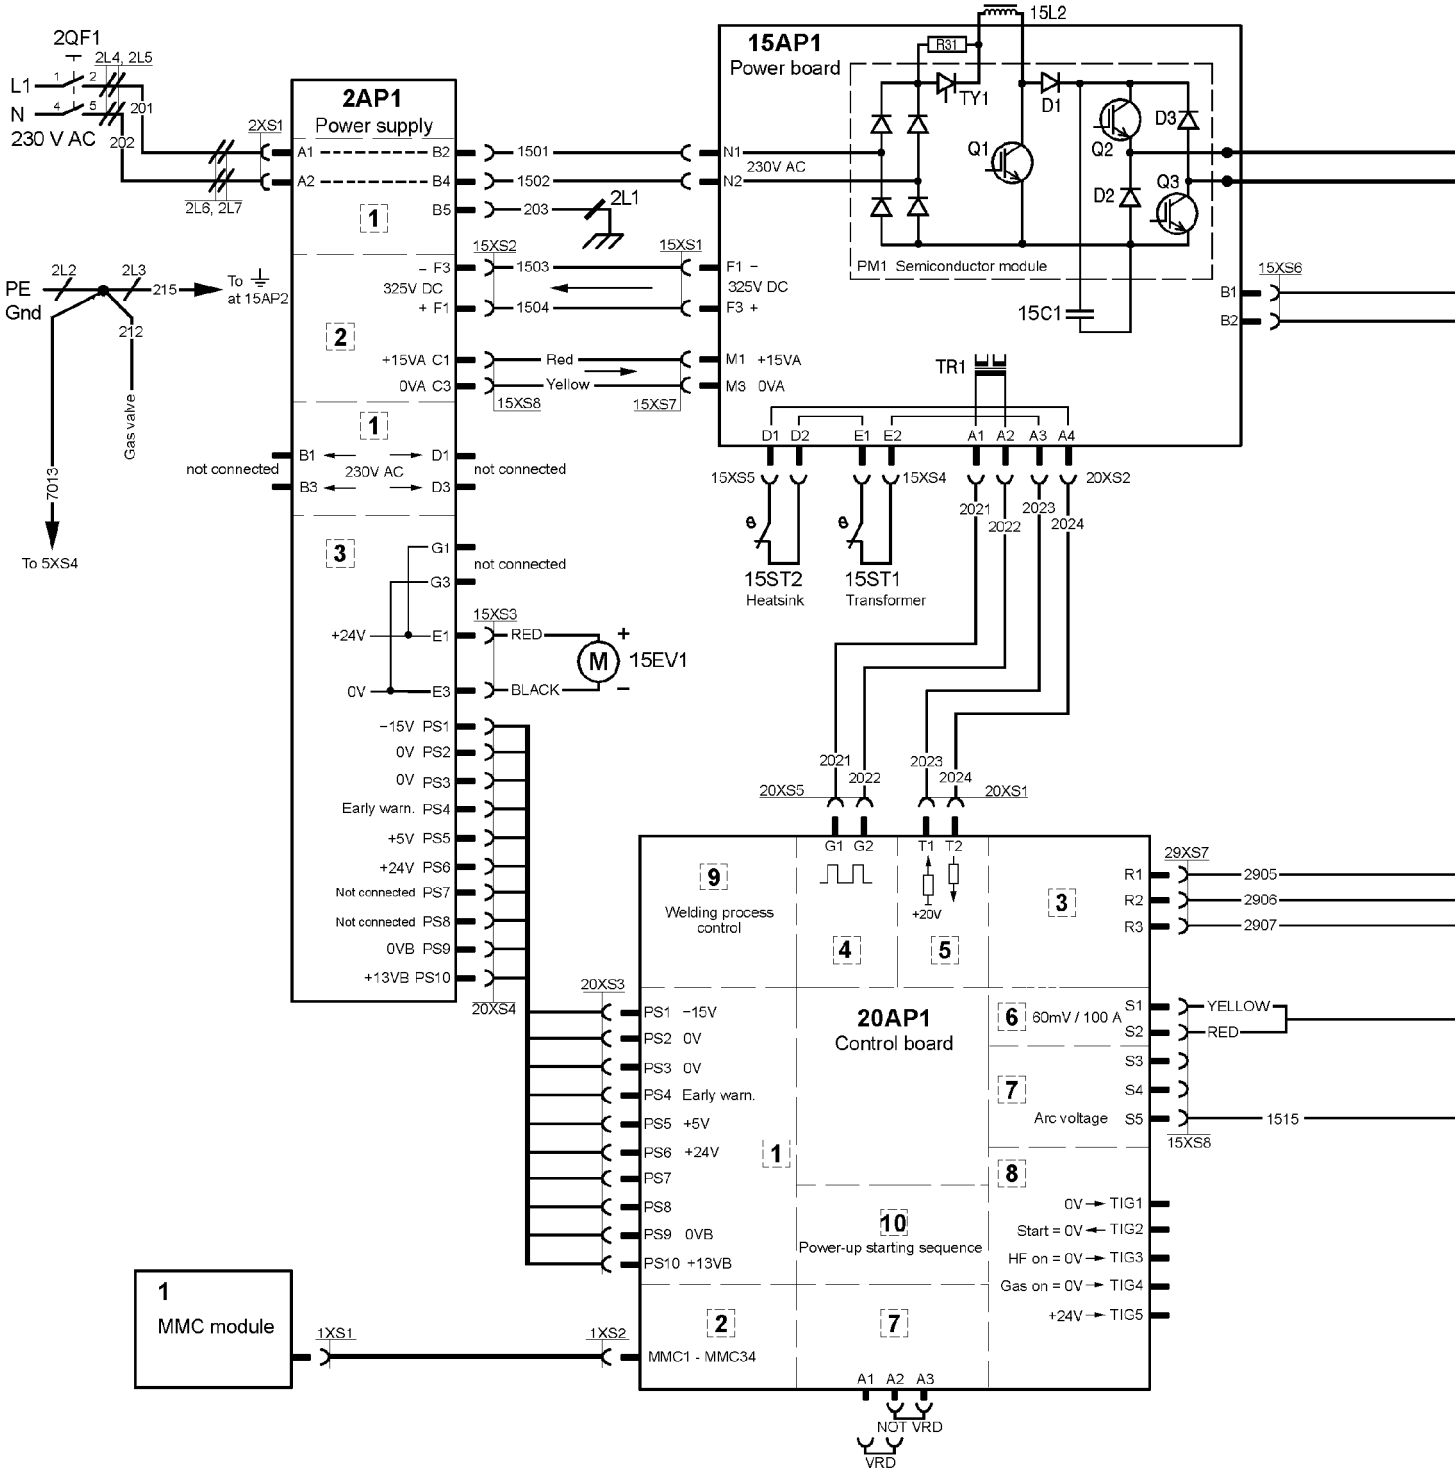 2QF1
2L4, 2L5
L1
1
2
N
4
5
201
230 V AC
202
2XS1
2L6, 2L7
2AP1
Power supply
A1
B2
1501
A2
B4
1502
B5
203
2L1
1
15XS2
15XS1
– F3
1503
F1 –
325V DC
325V DC
+ F1
1504
F3 +
2
+15VA C1
Red
M1 +15VA
0VA C3
Yellow
M3 0VA
15XS8
15XS7
PE
Gnd
2L2
2L3
215
To
at 15AP2
212
Gas valve
7013
To 5XS4
1
not connected
B1
D1
not connected
230V AC
B3
D3
3
G1
not connected
G3
15XS3
+24V
E1
RED
+
M
15EV1
0V
E3
BLACK
–
–15V PS1
0V PS2
0V PS3
Early warn. PS4
+5V PS5
+24V PS6
Not connected PS7
Not connected PS8
0VB PS9
+13VB PS10
20XS4
15AP1
Power board
15L2
R31
TY1
D1
D3
Q1
Q2
D2
Q3
N1
230V AC
N2
PM1 Semiconductor module
15C1
15XS6
B1
B2
TR1
D1
D2
E1
E2
A1
A2
A3
A4
15XS5
15XS4
20XS2
2021
2022
2023
2024
θ
θ
15ST2
Heatsink
15ST1
Transformer
2021
2022
2023
2024
20XS5
20XS1
G1
G2
T1
T2
+20V
9
Welding process
control
4
5
3
29XS7
R1
2905
R2
2906
R3
2907
20XS3
PS1 –15V
PS2 0V
PS3 0V
PS4 Early warn.
PS5 +5V
PS6 +24V
PS7
PS8
PS9 0VB
PS10 +13VB
1
20AP1
Control board
6
60mV / 100 A
S1
YELLOW
S2
RED
S3
7
S4
Arc voltage
S5
1515
15XS8
8
0V
TIG1
Start = 0V
TIG2
HF on = 0V
TIG3
Gas on = 0V
TIG4
+24V
TIG5
10
Power-up starting sequence
2
7
1
MMC module
1XS1
1XS2
MMC1 - MMC34
A1
A2
A3
NOT VRD
VRD